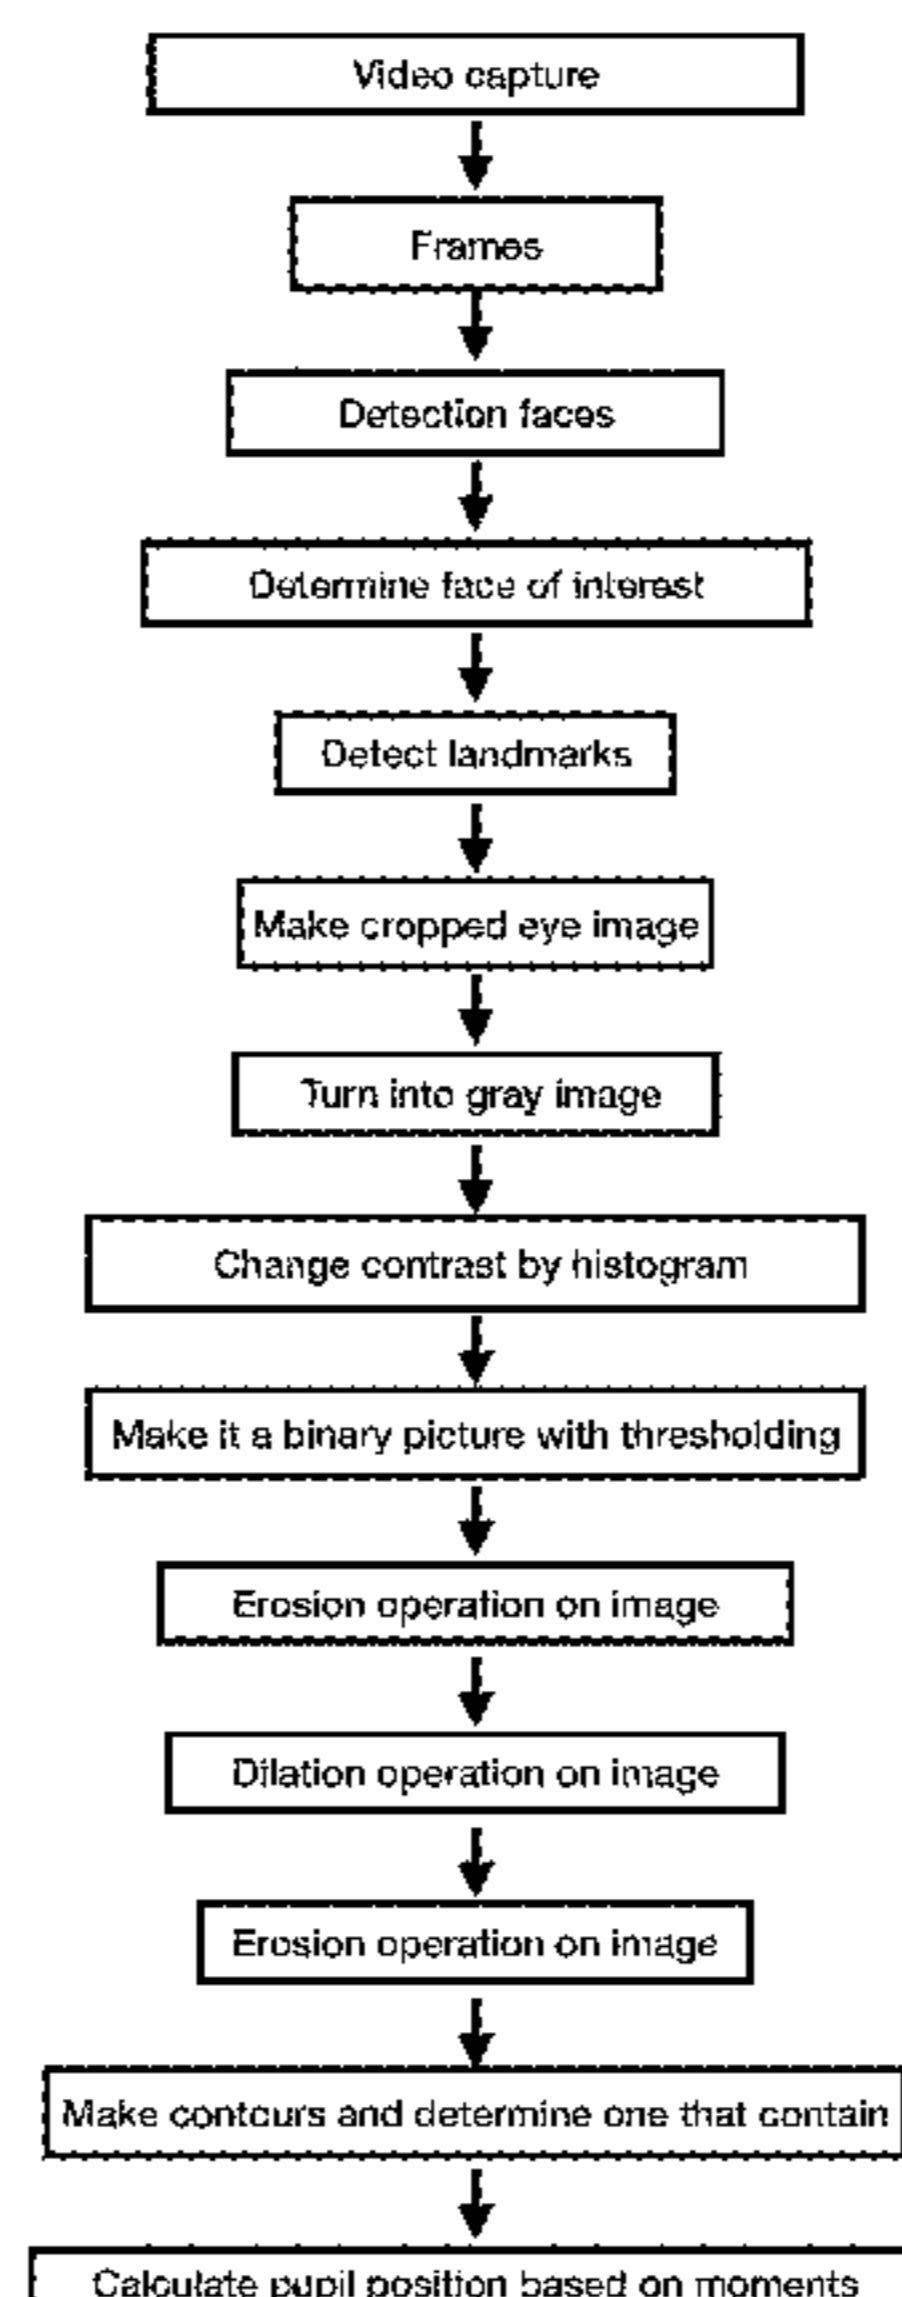 Video capture
Frames
Detection faces
Determine face of interest
Detect landmarks
Make cropped eye image
Turn into gray image
Change contrast by histogram
Make it a binary picture with thresholding
Erosion operation on image
Dilation operation on image
Erosion operation on image
Make contours and determine one that contain
Calculate pupil position based on moments